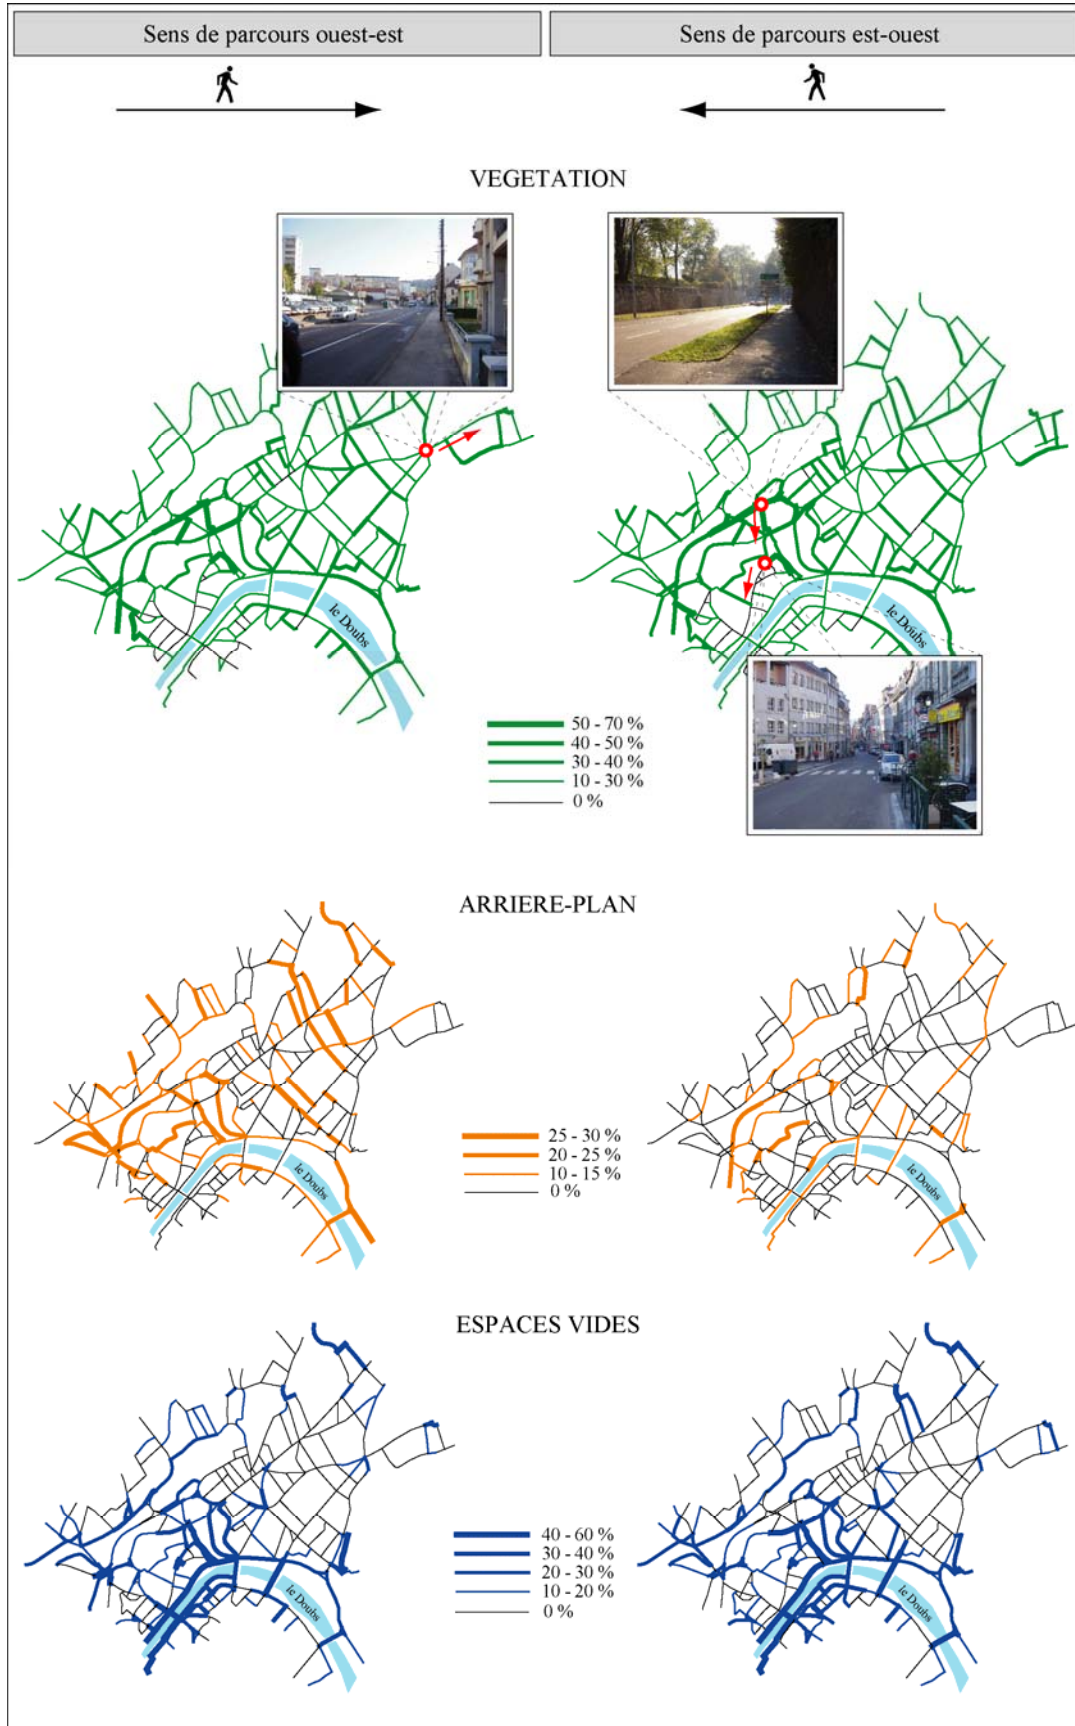 Sens de parcours ouest-est
Sens de parcours est-ouest
VEGETATION
le Doubs
le Doubs
50 - 70 %
40 - 50 %
30 - 40 %
10 - 30 %
0 %
ARRIERE-PLAN
25 - 30 %
20 - 25 %
10 - 15 %
0 %
le Doubs
le Doubs
ESPACES VIDES
40 - 60 %
30 - 40 %
20 - 30 %
10 - 20 %
0 %
le Doubs
le Doubs